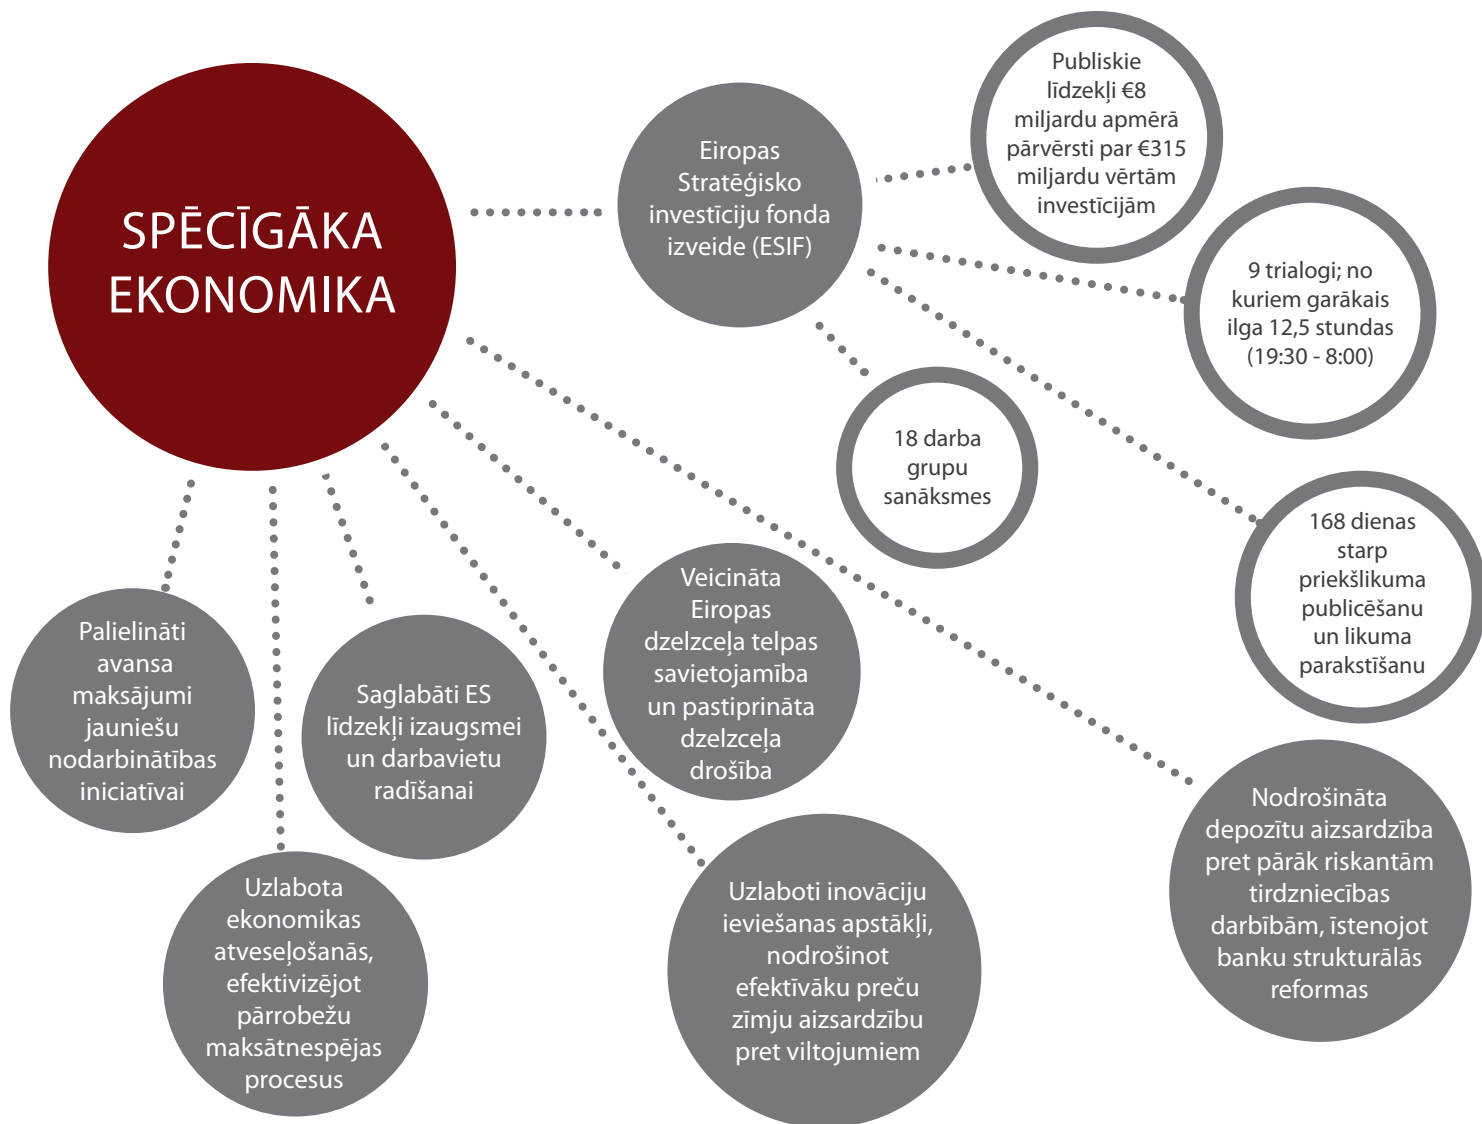 SPĒCĪGĀKA
EKONOMIKA
Eiropas
Stratēģisko
investīciju fonda
izveide (ESIF)
Publiskie
līdzekļi €8
miljardu apmērā
pārvērsti par €315
miljardu vērtām
investīcijām
9 trialogi; no
kuriem garākais
ilga 12,5 stundas
(19:30 - 8:00)
18 darba
grupu
sanāksmes
168 dienas
starp
priekšlikuma
publicēšanu
un likuma
parakstīšanu
Palielināti
avansa
maksājumi
jauniešu
nodarbinātības
iniciatīvai
Saglabāti ES
līdzekļi izaugsmei
un darbavietu
radīšanai
Veicināta
Eiropas
dzelzceļa telpas
savietojamība
un pastiprināta
dzelzceļa
drošība
Uzlabota
ekonomikas
atveseļošanās,
efektivizējot
pārrobežu
maksātnespējas
procesus
Uzlaboti inovāciju
ieviešanas apstākļi,
nodrošinot
efektīvāku preču
zīmju aizsardzību
pret viltojumiem
Nodrošināta
depozītu aizsardzība
pret pārāk riskantām
tirdzniecības
darbībām, īstenojot
banku strukturālās
reformas